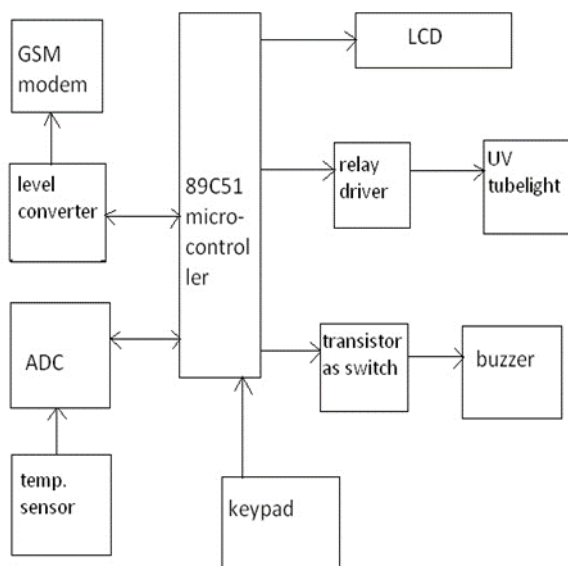 GSM
modem
level
converter
ADC
temp.
sensor
89C51
micro-
control
ler
keypad
LCD
relay
driver
UV
tubelight
transistor
as switch
buzzer